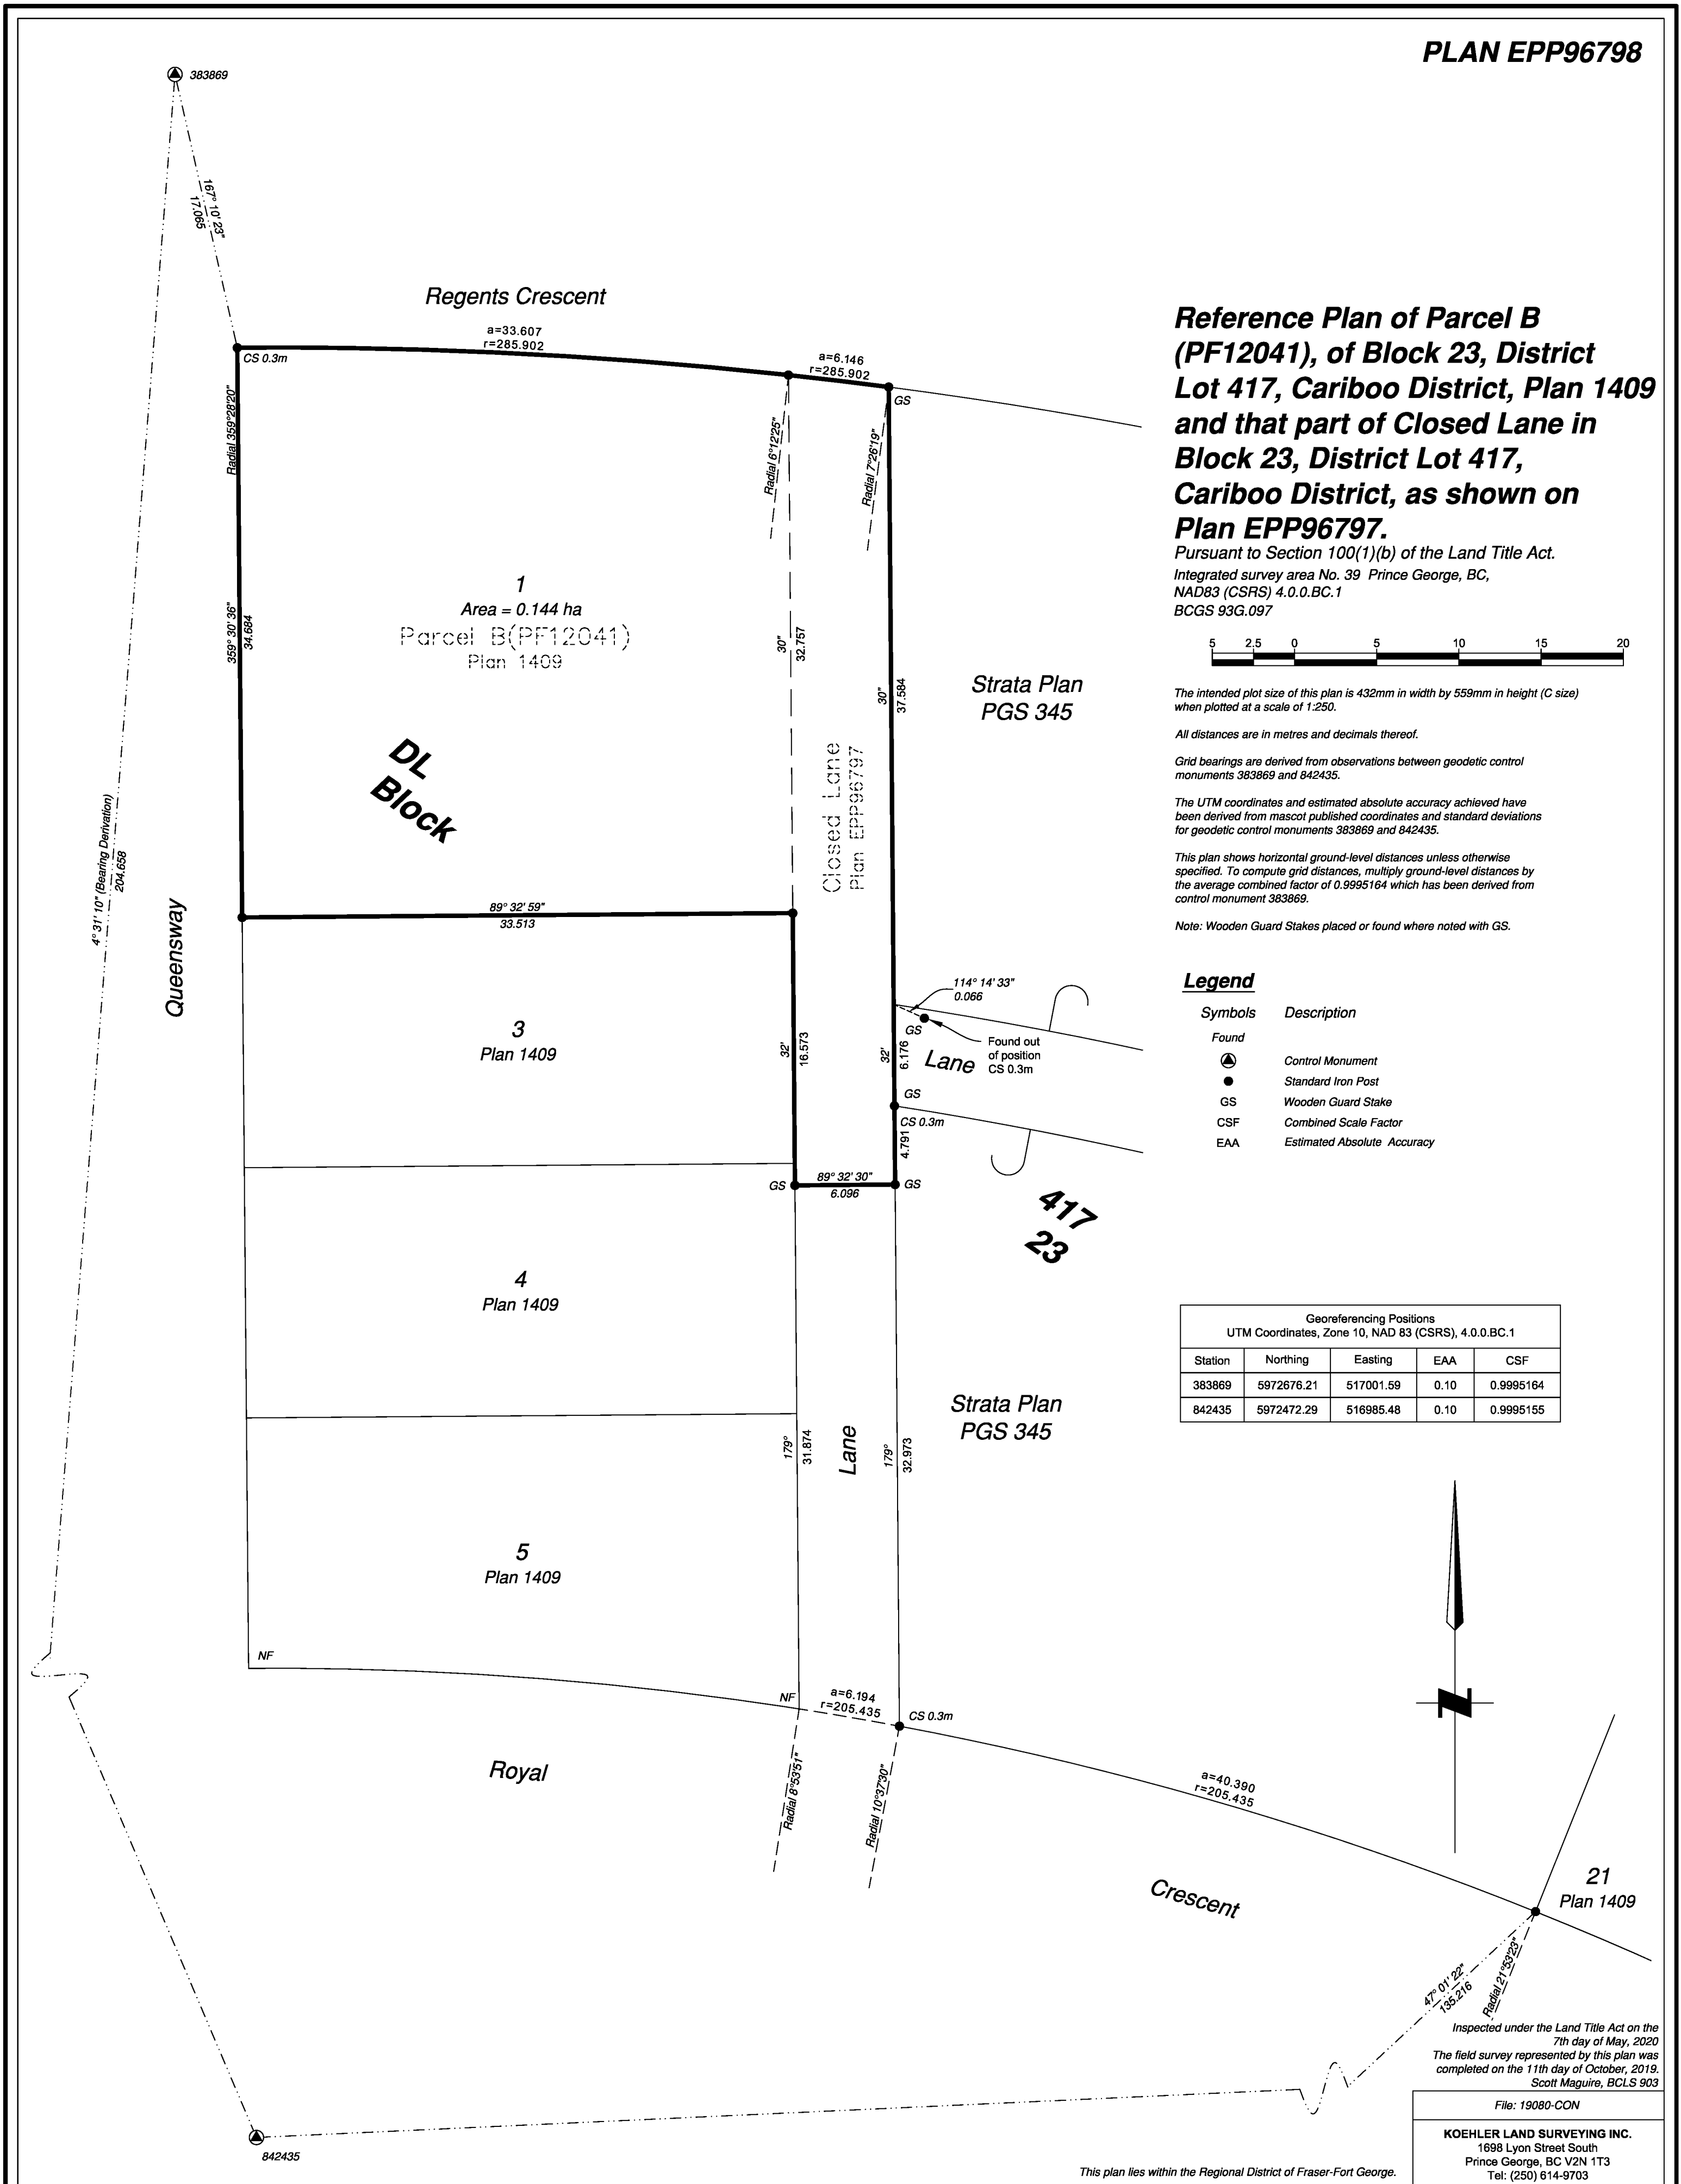 PLAN EPP96798
383869
167° 10' 23"
17.065
Regents Crescent
a=33.607
r=285.902
a=6.146
r=285.902
CS 0.3m
GS
Radial 359°28'20"
Radial 6°12'25"
Radial 7°26'19"
Reference Plan of Parcel B
(PF12041), of Block 23, District
Lot 417, Cariboo District, Plan 1409
and that part of Closed Lane in
Block 23, District Lot 417,
Cariboo District, as shown on
Plan EPP96797.
Pursuant to Section 100(1)(b) of the Land Title Act.
Integrated survey area No. 39 Prince George, BC,
NAD83 (CSRS) 4.0.0.BC.1
BCGS 93G.097
5 2.5 0 5 10 15 20
The intended plot size of this plan is 432mm in width by 559mm in height (C size)
when plotted at a scale of 1:250.
All distances are in metres and decimals thereof.
Grid bearings are derived from observations between geodetic control
monuments 383869 and 842435.
The UTM coordinates and estimated absolute accuracy achieved have
been derived from mascot published coordinates and standard deviations
for geodetic control monuments 383869 and 842435.
This plan shows horizontal ground-level distances unless otherwise
specified. To compute grid distances, multiply ground-level distances by
the average combined factor of 0.9995164 which has been derived from
control monument 383869.
Note: Wooden Guard Stakes placed or found where noted with GS.
1
Area = 0.144 ha
Parcel B(PF12041)
Plan 1409
359° 30' 36"
34.684
30"
32.757
30"
37.584
Strata Plan
PGS 345
DL
Block
Closed Lane
Plan EPP96797
4° 31' 10" (Bearing Derivation)
204.658
Queensway
89° 32' 59"
33.513
3
Plan 1409
32'
16.573
114° 14' 33"
0.066
GS
Found out
of position
CS 0.3m
Lane
32'
6.176
GS
CS 0.3m
4.791
GS
89° 32' 30"
6.096
GS
417
23
Legend
Symbols Description
Found
Control Monument
Standard Iron Post
GS Wooden Guard Stake
CSF Combined Scale Factor
EAA Estimated Absolute Accuracy
4
Plan 1409
Georeferencing Positions
UTM Coordinates, Zone 10, NAD 83 (CSRS), 4.0.0.BC.1
Station Northing Easting EAA CSF
383869 5972676.21 517001.59 0.10 0.9995164
842435 5972472.29 516985.48 0.10 0.9995155
Strata Plan
PGS 345
179°
31.874
Lane
179°
32.973
5
Plan 1409
NF
NF
a=6.194
r=205.435
CS 0.3m
Royal
Radial 8°53'51"
Radial 10°37'30"
a=40.390
r=205.435
Crescent
N
21
Plan 1409
47° 01' 22"
135.216
Radial 21°53'23"
Inspected under the Land Title Act on the
7th day of May, 2020
The field survey represented by this plan was
completed on the 11th day of October, 2019.
Scott Maguire, BCLS 903
File: 19080-CON
KOEHLER LAND SURVEYING INC.
1698 Lyon Street South
Prince George, BC V2N 1T3
Tel: (250) 614-9703
842435
This plan lies within the Regional District of Fraser-Fort George.